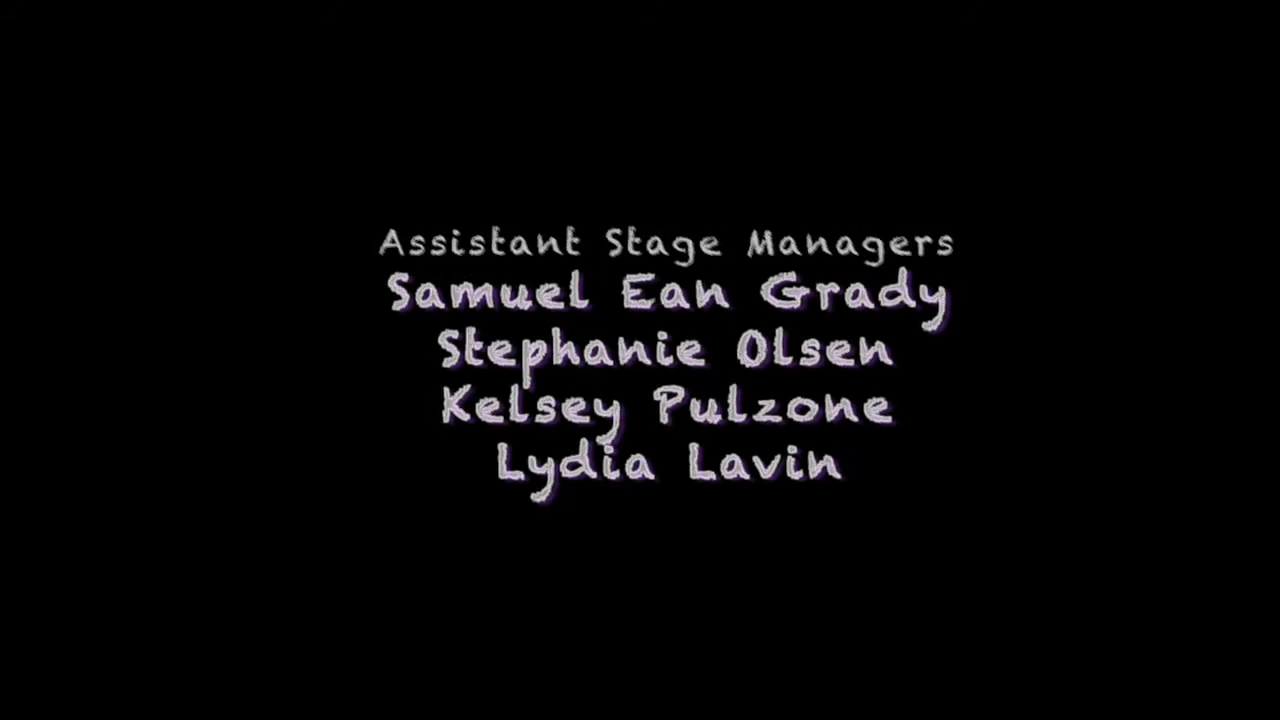 Assistant Stage Managers
Samuel Ean Grady
Stephanie Olsen
Kelsey Pulzone
Lydia Lavin